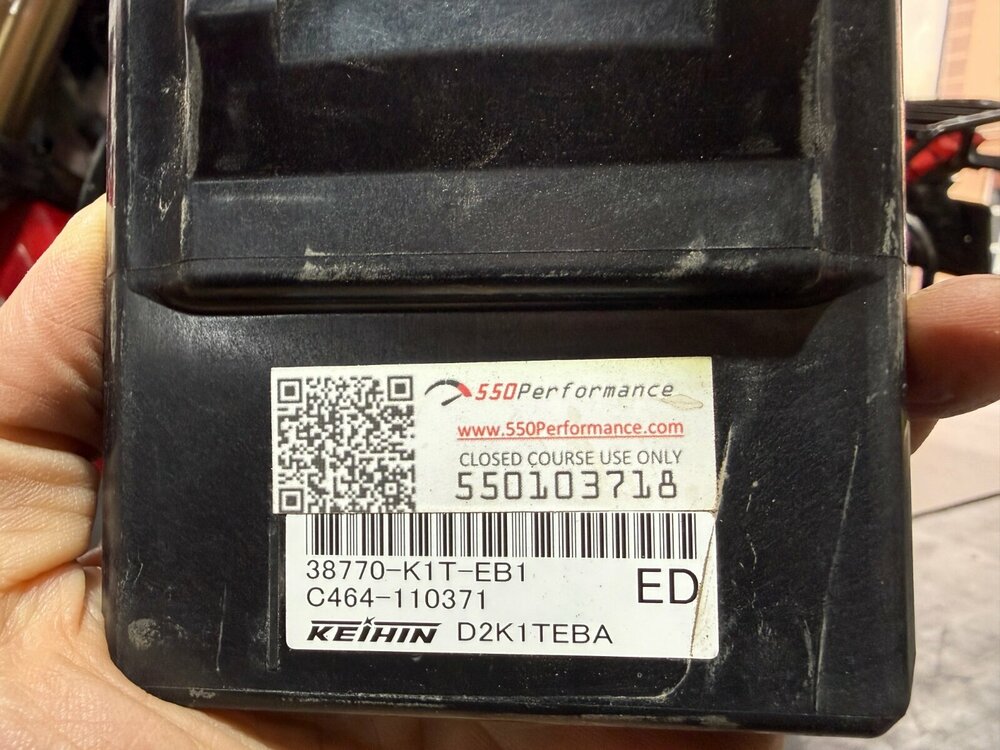 550Performance
www.550Performance.com
CLOSED COURSE USE ONLY
550103718
38770-K1T-EB1
C464-110371
ED
KEIHIN D2K1TEBA